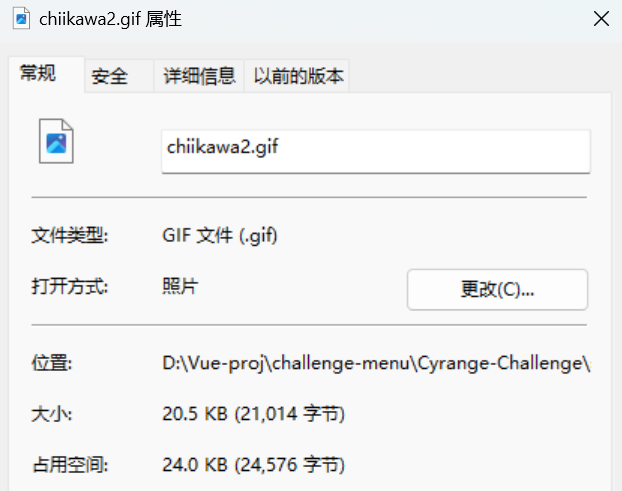 chiikawa2.gif 属性
常规 安全 详细信息 以前的版本
chiikawa2.gif
文件类型: GIF 文件 (.gif)
打开方式: 照片 更改(C)...
位置: D:\Vue-proj\challenge-menu\Cyrange-Challenge\
大小: 20.5 KB (21,014 字节)
占用空间: 24.0 KB (24,576 字节)